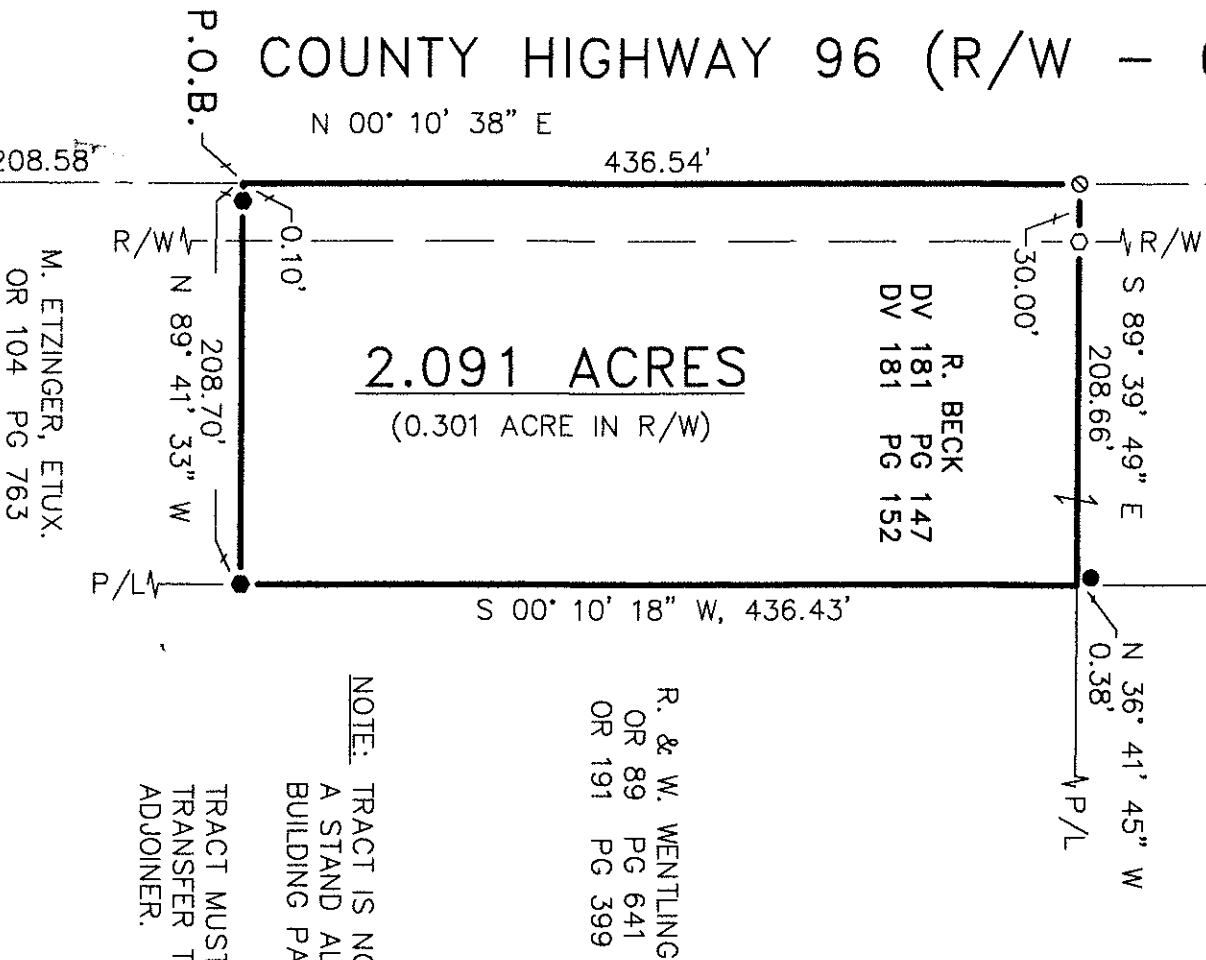 P.O.B.
COUNTY HIGHWAY 96 (R/W -
N 00° 10' 38" E
208.58'
436.54'
R/W
0.10'
30.00'
R/W
N 89° 41' 33" W
208.70'
S 89° 39' 49" E
208.66'
M. ETZINGER, ETUX.
OR 104 PG 763
2.091 ACRES
(0.301 ACRE IN R/W)
R. BECK
DV 181 PG 147
DV 181 PG 152
P/L
S 00° 10' 18" W, 436.43'
N 36° 41' 45" W
0.38'
P/L
R. & W. WENTLING
OR 89 PG 641
OR 191 PG 399
NOTE: TRACT IS
A STAND
BUILDING
TRACT MUST
TRANSFER
ADJOINER.